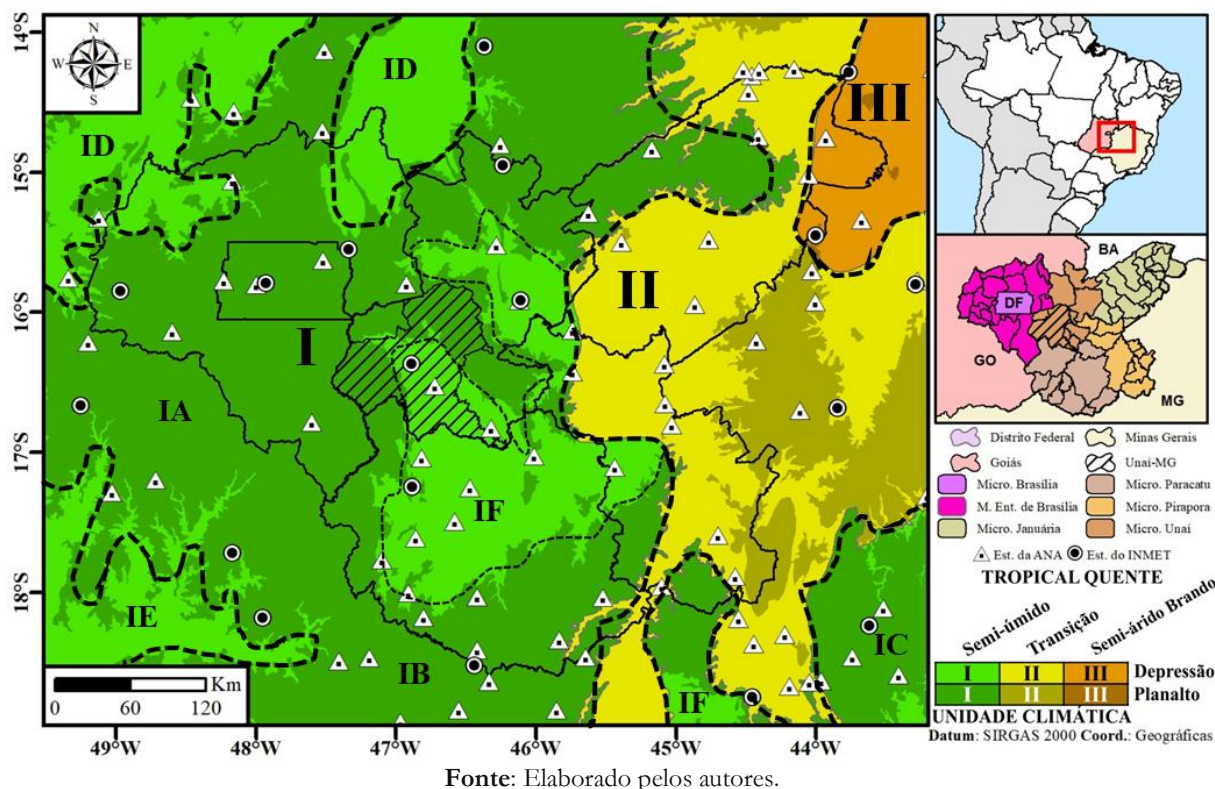 14°S
15°S
16°S
17°S
18°S
N
W E
S
ID
ID
III
II
I
IA
IF
IE
IB
IF
IC
Km
0 60 120
49°W 48°W 47°W 46°W 45°W 44°W
BA
DF
GO
MG
Distrito Federal Minas Gerais
Goiás Unaí-MG
Micro. Brasília Micro. Paracatu
M. Ent. de Brasília Micro. Pirapora
Micro. Januária Micro. Unaí
Est. da ANA Est. do INMET
TROPICAL QUENTE
Semi-úmido Transição Semi-árido Brando
I II III Depressão
I II III Planalto
UNIDADE CLIMÁTICA
Datum: SIRGAS 2000 Coord.: Geográficas
Fonte: Elaborado pelos autores.